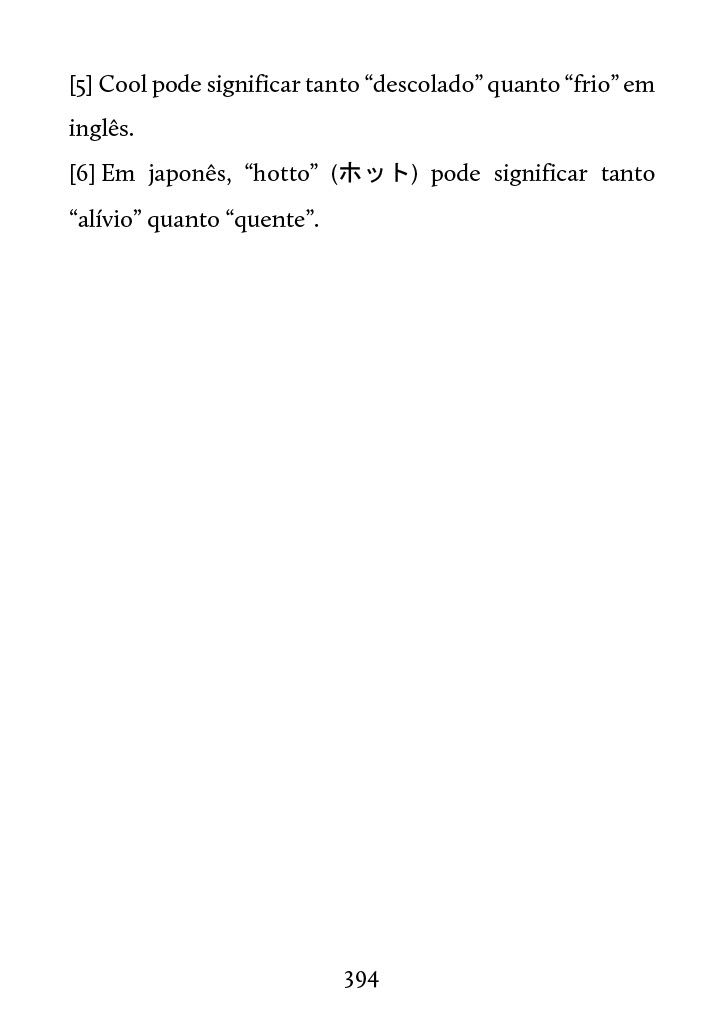 [5] Cool pode significar tanto “descolado” quanto “frio” em
inglês.
[6] Em japonês, “hotto” (ホット) pode significar tanto
“alívio” quanto “quente”.
394